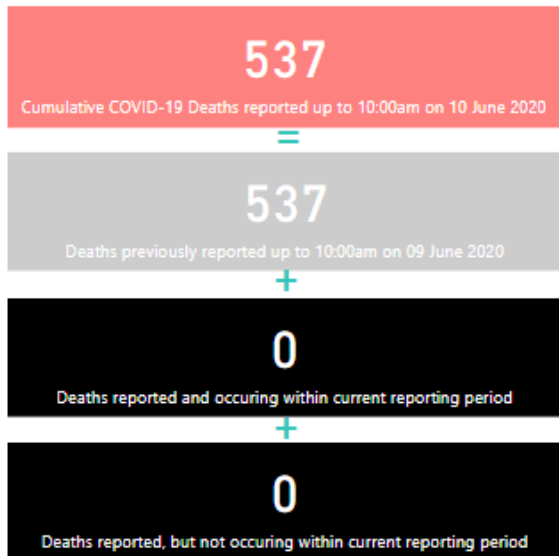 537
Cumulative COVID-19 Deaths reported up to 10:00am on 10 June 2020
=
537
Deaths previously reported up to 10:00am on 09 June 2020
+
0
Deaths reported and occuring within current reporting period
+
0
Deaths reported, but not occuring within current reporting period